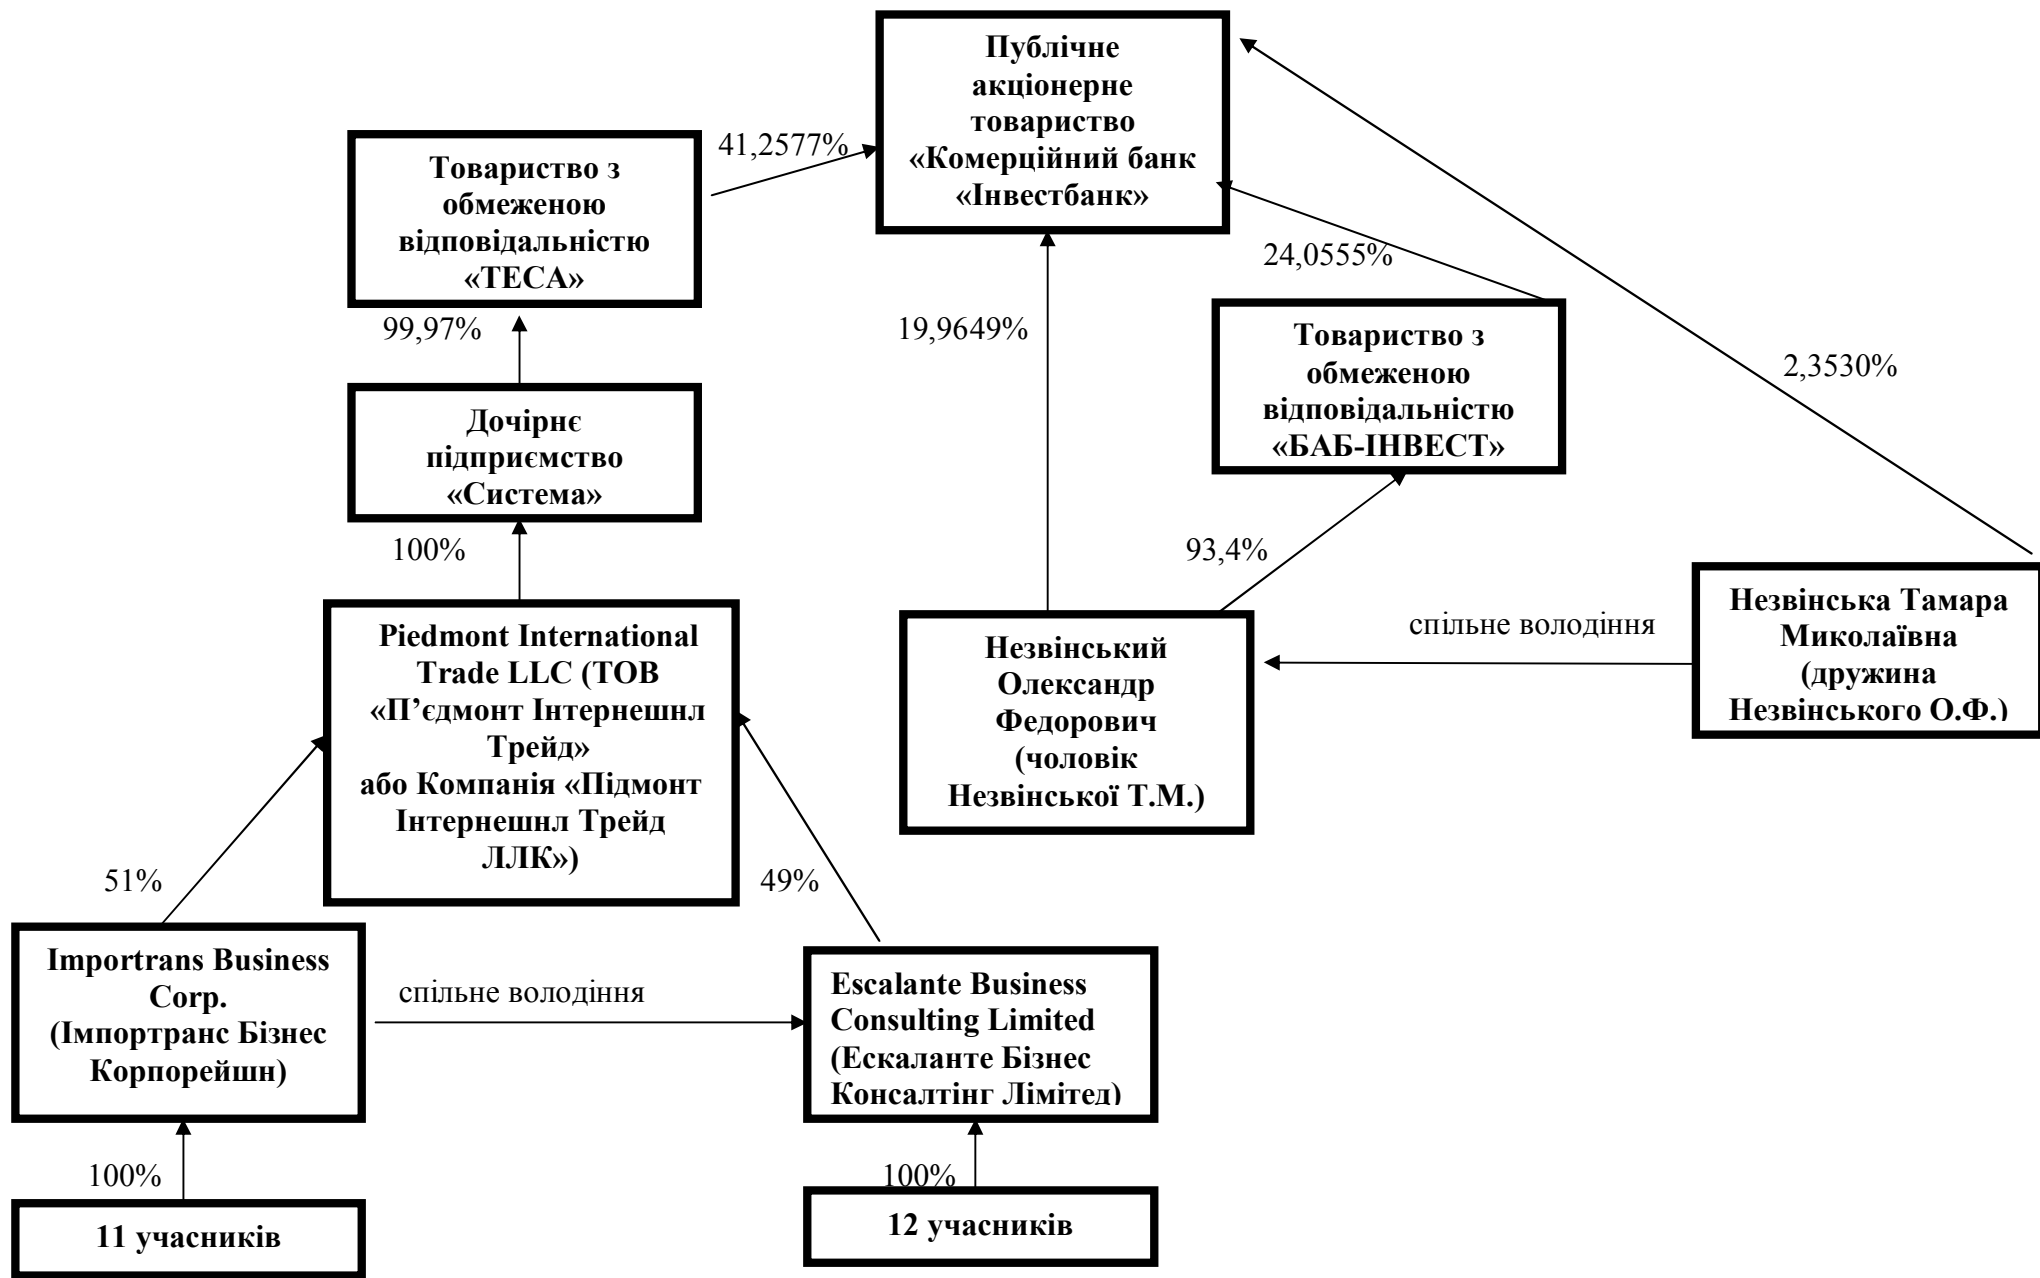 Публічне
акціонерне
товариство
«Комерційний банк
«Інвестбанк»
41,2577%
Товариство з
обмеженою
відповідальністю
«ТЕСА»
24,0555%
19,9649%
99,97%
Товариство з
обмеженою
відповідальністю
«БАБ-ІНВЕСТ»
2,3530%
Дочірнє
підприємство
«Система»
100%
93,4%
Piedmont International
Trade LLC (ТОВ
«П’єдмонт Інтернешнл
Трейд»
або Компанія «Підмонт
Інтернешнл Трейд
ЛЛК»)
Незвінський
Олександр
Федорович
(чоловік
Незвінської Т.М.)
спільне володіння
Незвінська Тамара
Миколаївна
(дружина
Незвінського О.Ф.)
51%
49%
Importrans Business
Corp.
(Імпортранс Бізнес
Корпорейшн)
спільне володіння
Escalante Business
Consulting Limited
(Ескаланте Бізнес
Консалтінг Лімітед)
100%
100%
11 учасників
12 учасників